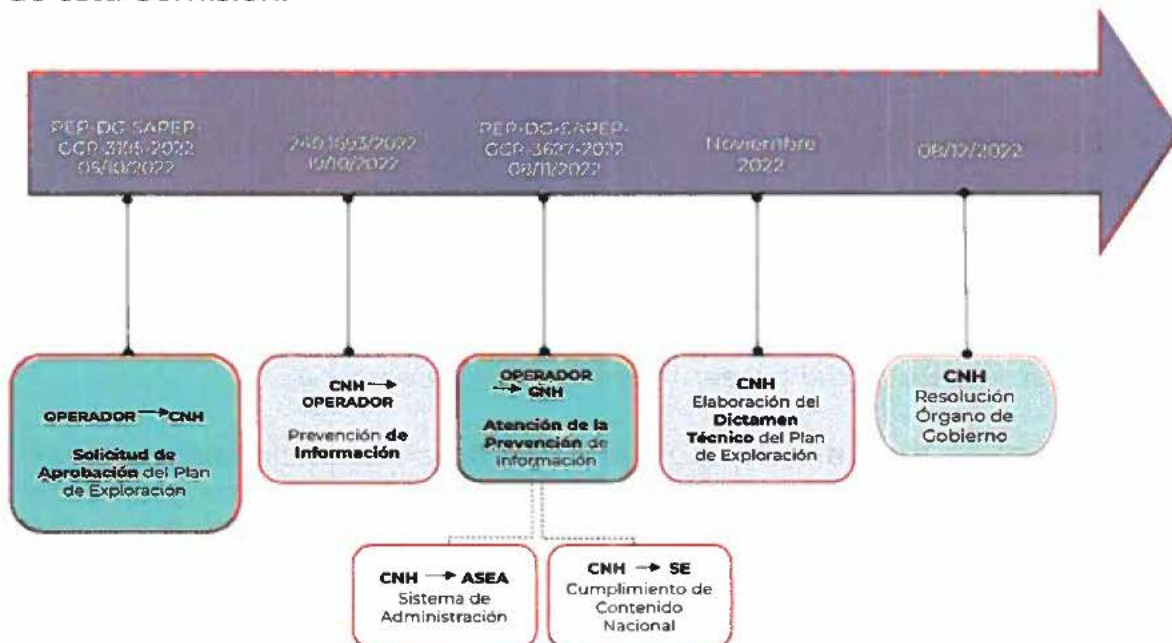 PEP-DG-SAPEP-
GCR-3195-2022
05/10/2022
240.1693/2022
19/10/2022
PEP-DG-SAPEP-
GCR-3627-2022
08/11/2022
Noviembre
2022
08/12/2022
OPERADOR → CNH
Solicitud de
Aprobación del Plan
de Exploración
CNH →
OPERADOR
Prevención de
Información
OPERADOR
→ CNH
Atención de la
Prevención de
Información
CNH
Elaboración del
Dictamen
Técnico del Plan
de Exploración
CNH
Resolución
Órgano de
Gobierno
CNH → ASEA
Sistema de
Administración
CNH → SE
Cumplimiento de
Contenido
Nacional